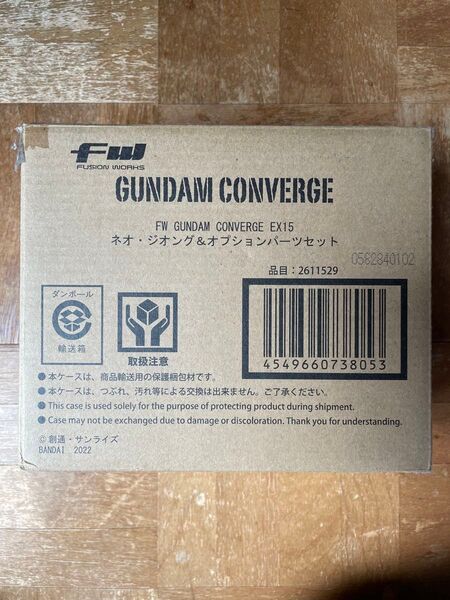 FW
FUSION WORKS
GUNDAM CONVERGE
FW GUNDAM CONVERGE EX15
ネオ・ジオング&オプションパーツセット
0582840102
品目:2611529
ダンボール
輸送箱
取扱注意
4549660738053
●本ケースは、商品輸送用の保護梱包材です。
●本ケースは、つぶれ、汚れ等による交換は出来ません。ご了承ください。
●This case is used solely for the purpose of protecting product during shipment.
●Case may not be exchanged due to damage or discoloration. Thank you for understanding.
© 創通・サンライズ
BANDAI 2022